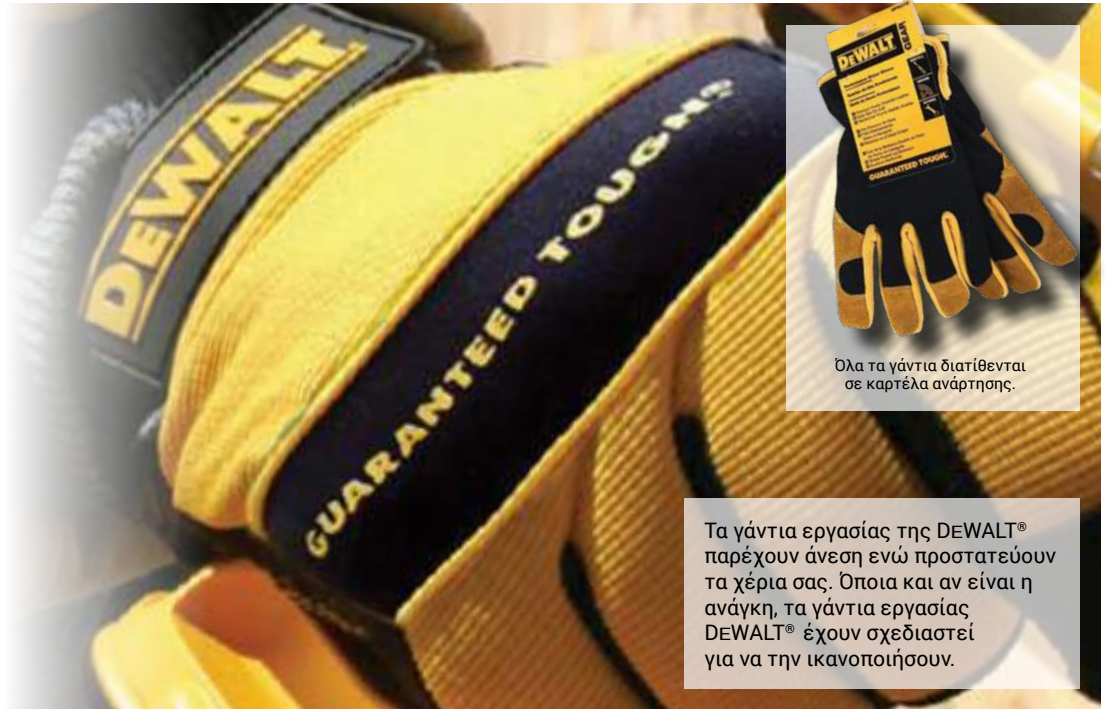 DEWALT
GUARANTEED TOUGH
DEWALT
GEAR
GUARANTEED TOUGH.
Όλα τα γάντια διατίθενται
σε καρτέλα ανάρτησης.
Τα γάντια εργασίας της DEWALT®
παρέχουν άνεση ενώ προστατεύουν
τα χέρια σας. Όποια και αν είναι η
ανάγκη, τα γάντια εργασίας
DEWALT® έχουν σχεδιαστεί
για να την ικανοποιήσουν.